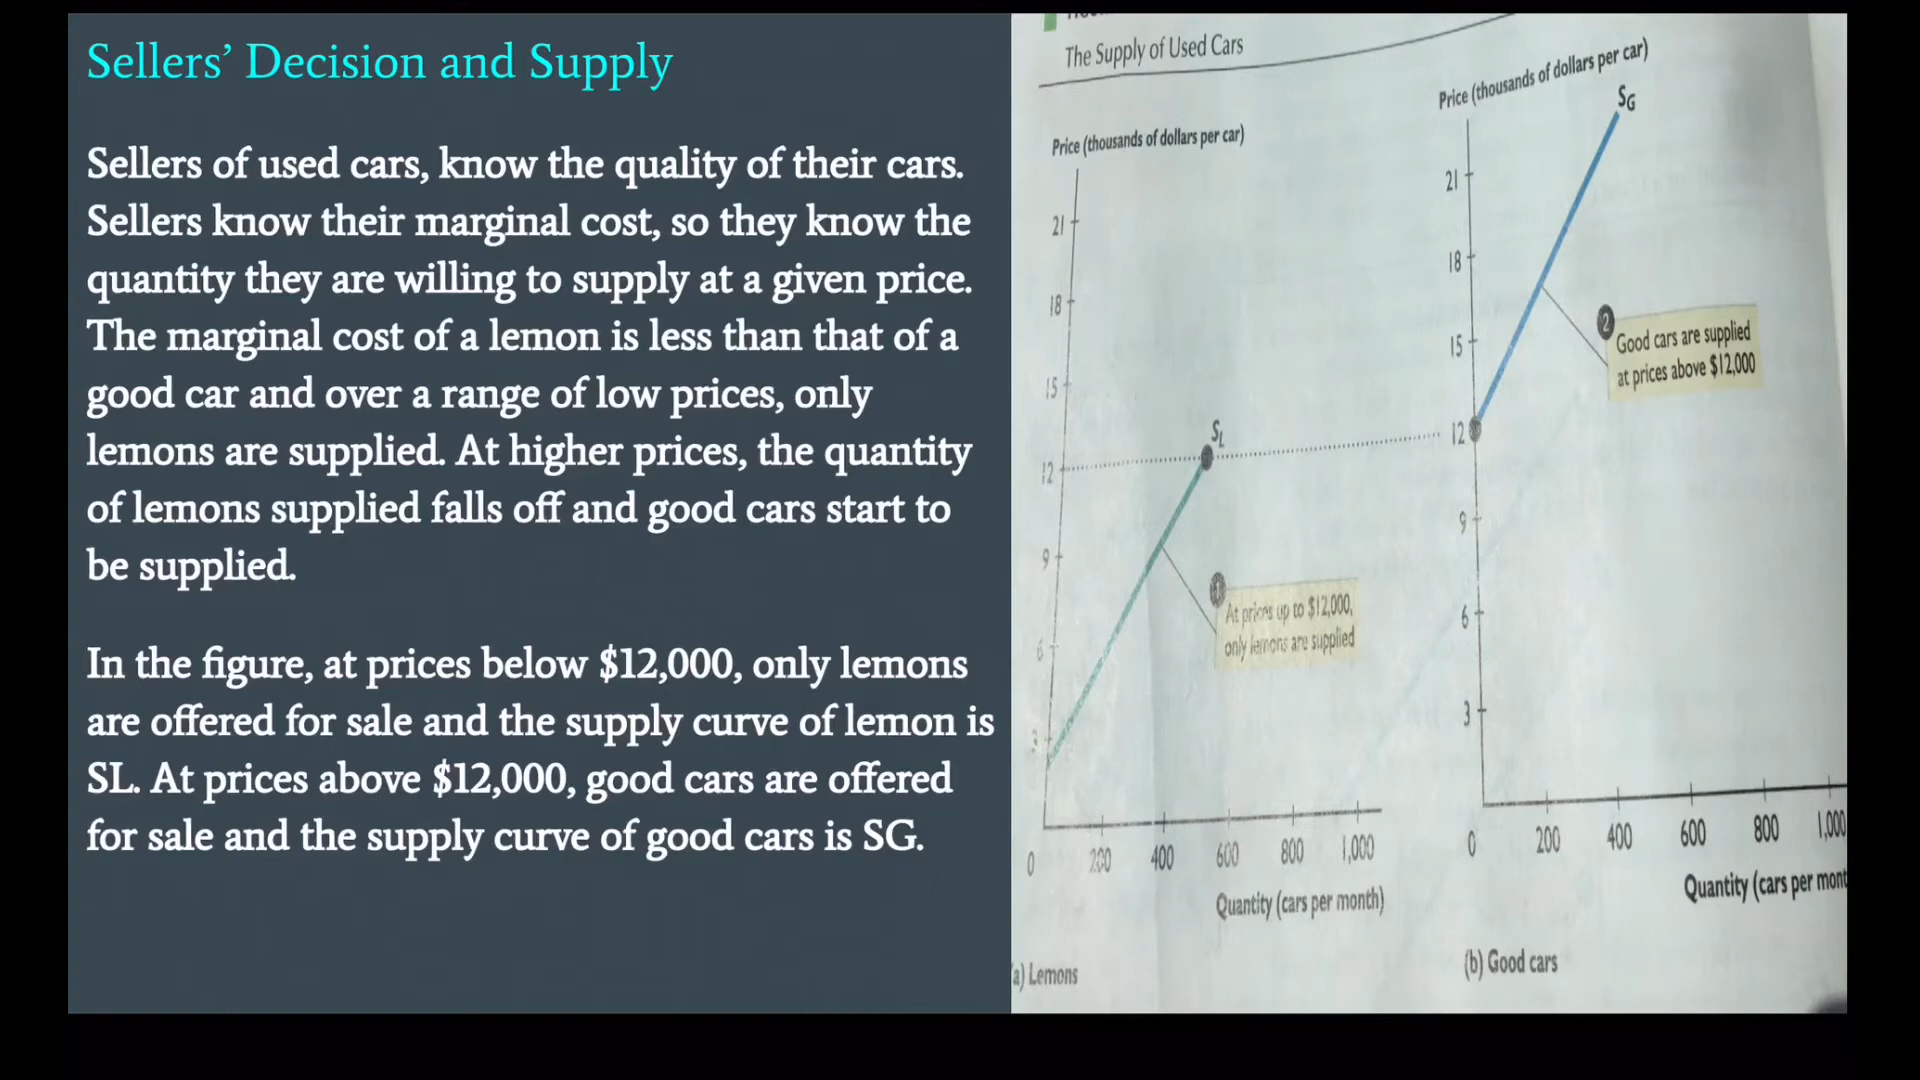 Sellers’ Decision and Supply
Sellers of used cars, know the quality of their cars.
Sellers know their marginal cost, so they know the
quantity they are willing to supply at a given price.
The marginal cost of a lemon is less than that of a
good car and over a range of low prices, only
lemons are supplied. At higher prices, the quantity
of lemons supplied falls off and good cars start to
be supplied.
In the figure, at prices below $12,000, only lemons
are offered for sale and the supply curve of lemon is
SL. At prices above $12,000, good cars are offered
for sale and the supply curve of good cars is SG.
The Supply of Used Cars
Price (thousands of dollars per car)
21
18
15
12
9
6
3
SL
1
At prices up to $12,000,
only lemons are supplied
0 200 400 600 800 1,000
Quantity (cars per month)
a) Lemons
Price (thousands of dollars per car)
SG
21
18
15
12
9
6
3
2
Good cars are supplied
at prices above $12,000
0 200 400 600 800 1,000
Quantity (cars per mont
(b) Good cars